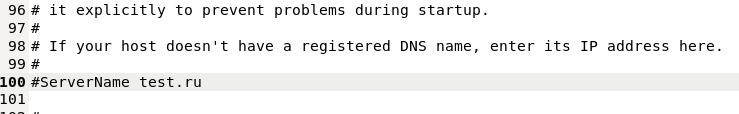 96 # it explicitly to prevent problems during startup.
97 #
98 # If your host doesn't have a registered DNS name, enter its IP address here.
99 #
100 #ServerName test.ru
101